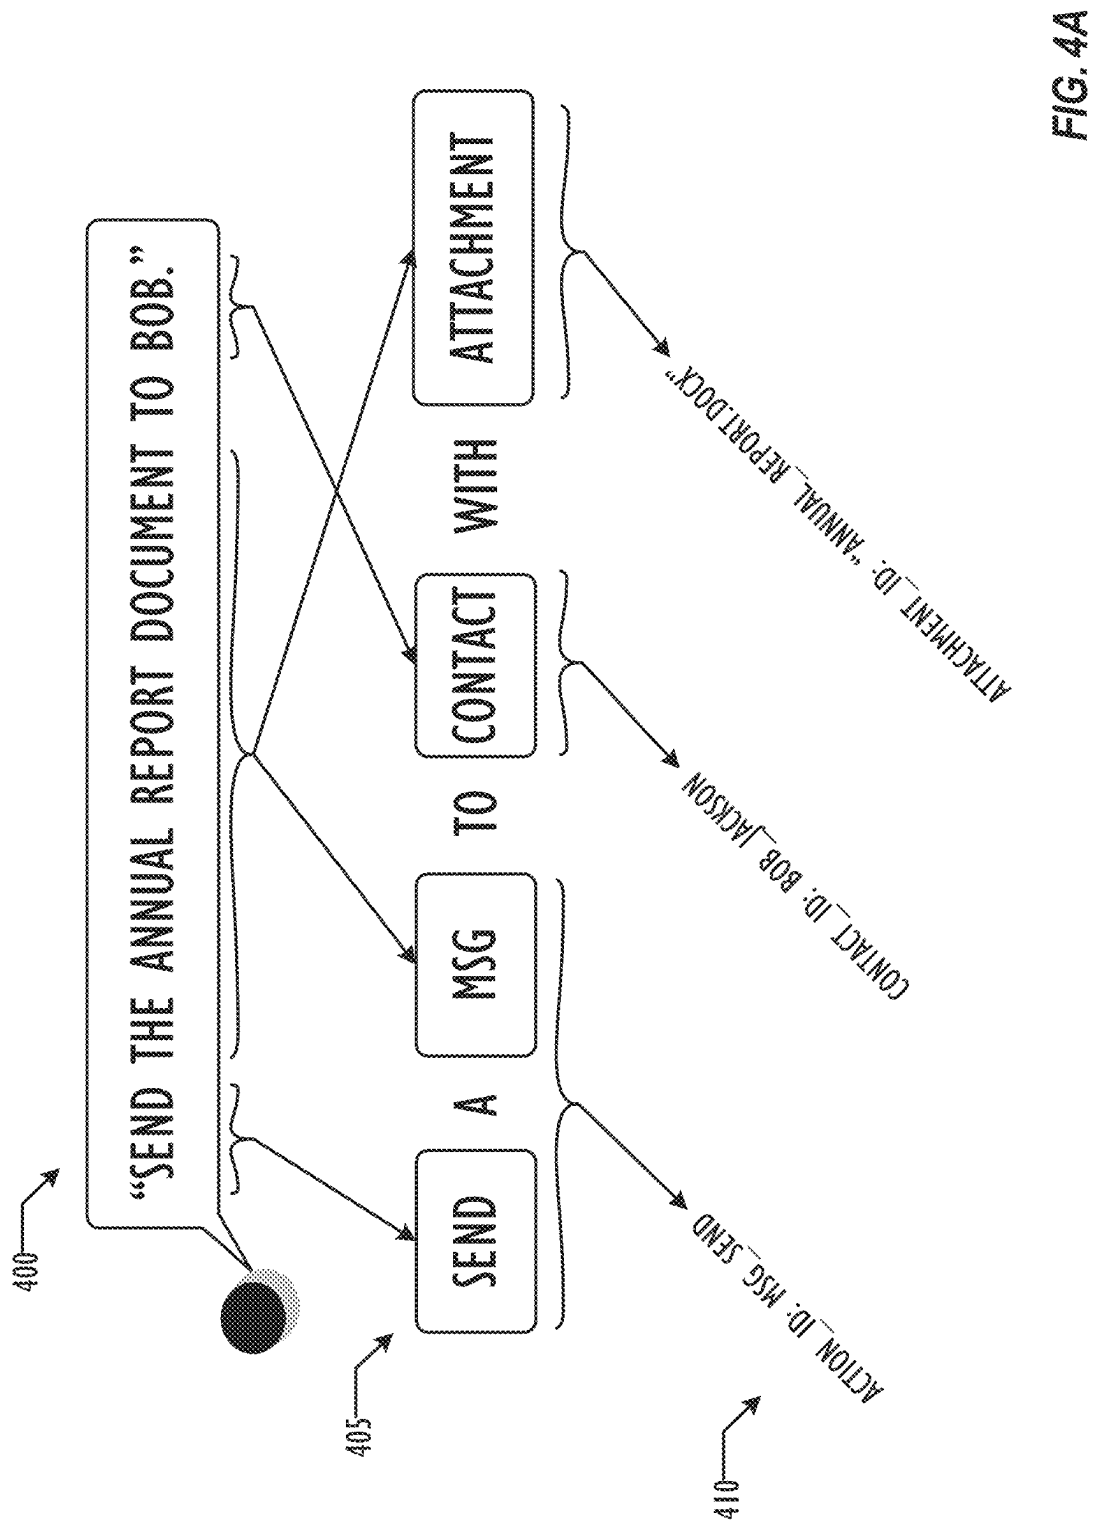 400
“SEND THE ANNUAL REPORT DOCUMENT TO BOB.”
405
SEND A MSG TO CONTACT WITH ATTACHMENT
410
ACTION_ID: MSG_SEND
CONTACT_ID: BOB_JACKSON
ATTACHMENT_ID: “ANNUAL_REPORT.DOCX”
FIG. 4A